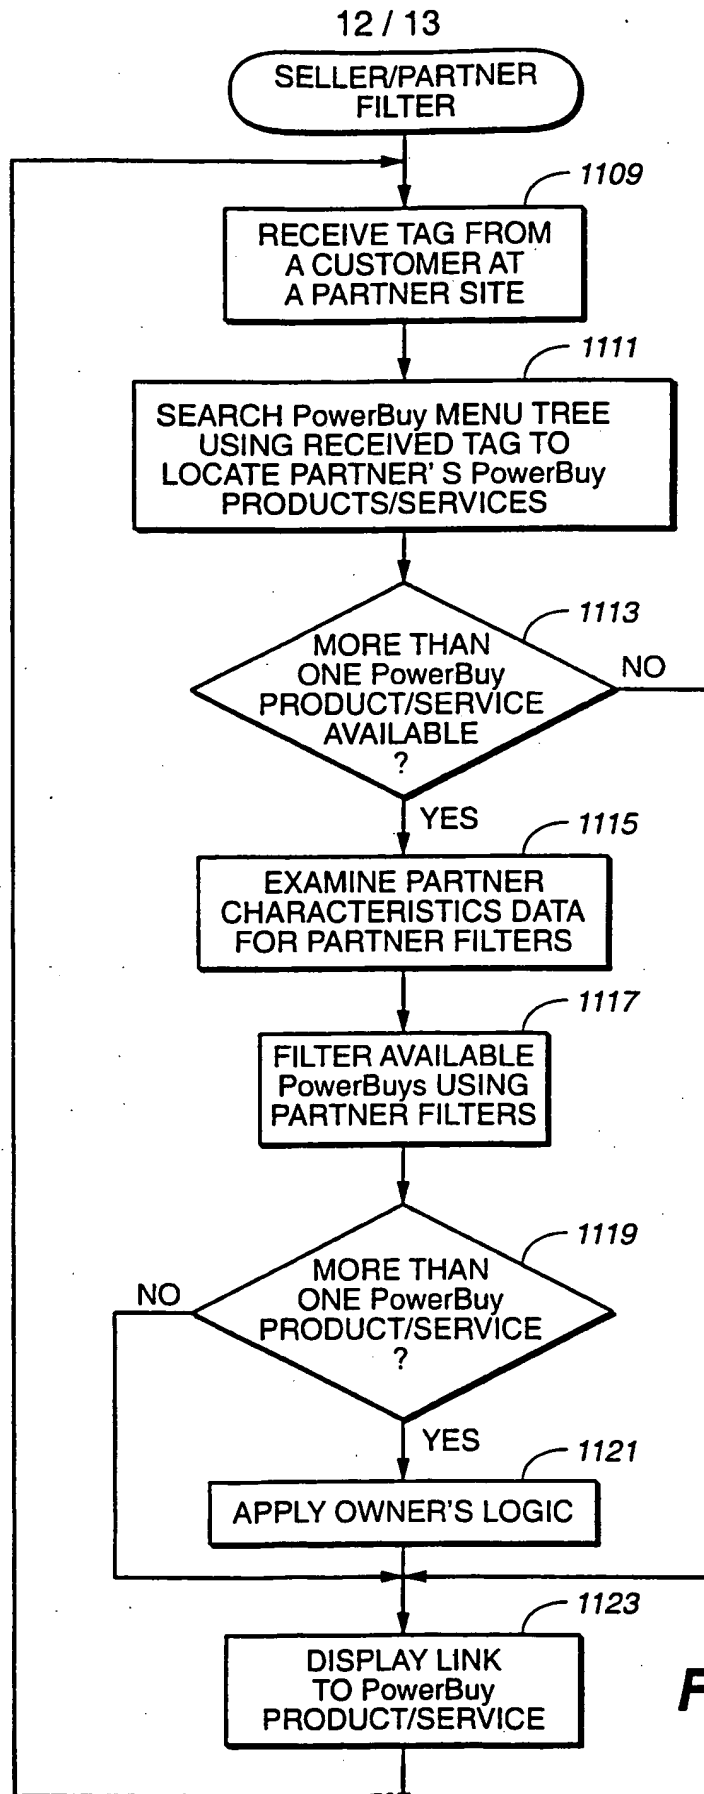 12 / 13
SELLER/PARTNER
FILTER
1109
RECEIVE TAG FROM
A CUSTOMER AT
A PARTNER SITE
1111
SEARCH PowerBuy MENU TREE
USING RECEIVED TAG TO
LOCATE PARTNER' S PowerBuy
PRODUCTS/SERVICES
1113
MORE THAN
ONE PowerBuy
PRODUCT/SERVICE
AVAILABLE
?
NO
YES
1115
EXAMINE PARTNER
CHARACTERISTICS DATA
FOR PARTNER FILTERS
1117
FILTER AVAILABLE
PowerBuys USING
PARTNER FILTERS
1119
MORE THAN
ONE PowerBuy
PRODUCT/SERVICE
?
NO
YES
1121
APPLY OWNER'S LOGIC
1123
DISPLAY LINK
TO PowerBuy
PRODUCT/SERVICE